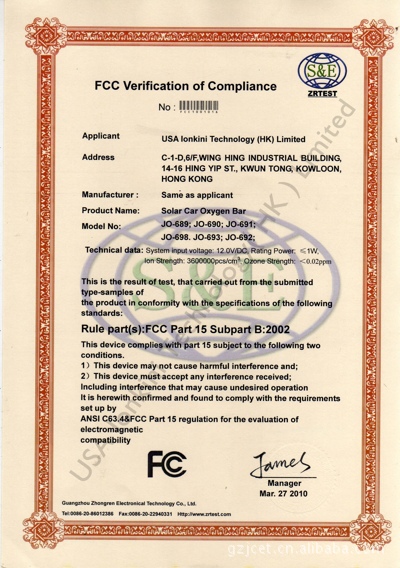 S&E
ZRTEST
FCC Verification of Compliance
No :
Applicant USA Ionkini Technology (HK) Limited
Address C-1-D,6/F,WING HING INDUSTRIAL BUILDING,
14-16 HING YIP ST., KWUN TONG, KOWLOON,
HONG KONG
Manufacturer : Same as applicant
Product Name: Solar Car Oxygen Bar
Model No: JO-689; JO-690; JO-691;
JO-698. JO-693; JO-692;
Technical data: System input voltage: 12.0V/DC, Rating Power: ≤1W,
Ion Strength: 3600000pcs/cm³, Ozone Strength: <0.02ppm
This is the result of test, that carried out from the submitted
type-samples of
the product in conformity with the specifications of the following
standards:
Rule part(s):FCC Part 15 Subpart B:2002
This device complies with part 15 subject to the following two
conditions.
1) This device may not cause harmful interference and;
2) This device must accept any interference received;
Including interference that may cause undesired operation
It is herewith confirmed and found to comply with the requirements
set up by
ANSI C63.4&FCC Part 15 regulation for the evaluation of
electromagnetic
compatibility
FC
James
Manager
Mar. 27 2010
Guangzhou Zhongren Electronical Technology Co., Ltd.
Tel:0086-20-86012386 Fax:0086-20-22940331 Http://www.zrtest.com
S&E
USA Ionkini Technology (HK) Limited
gzjcet.cn.alibaba.com